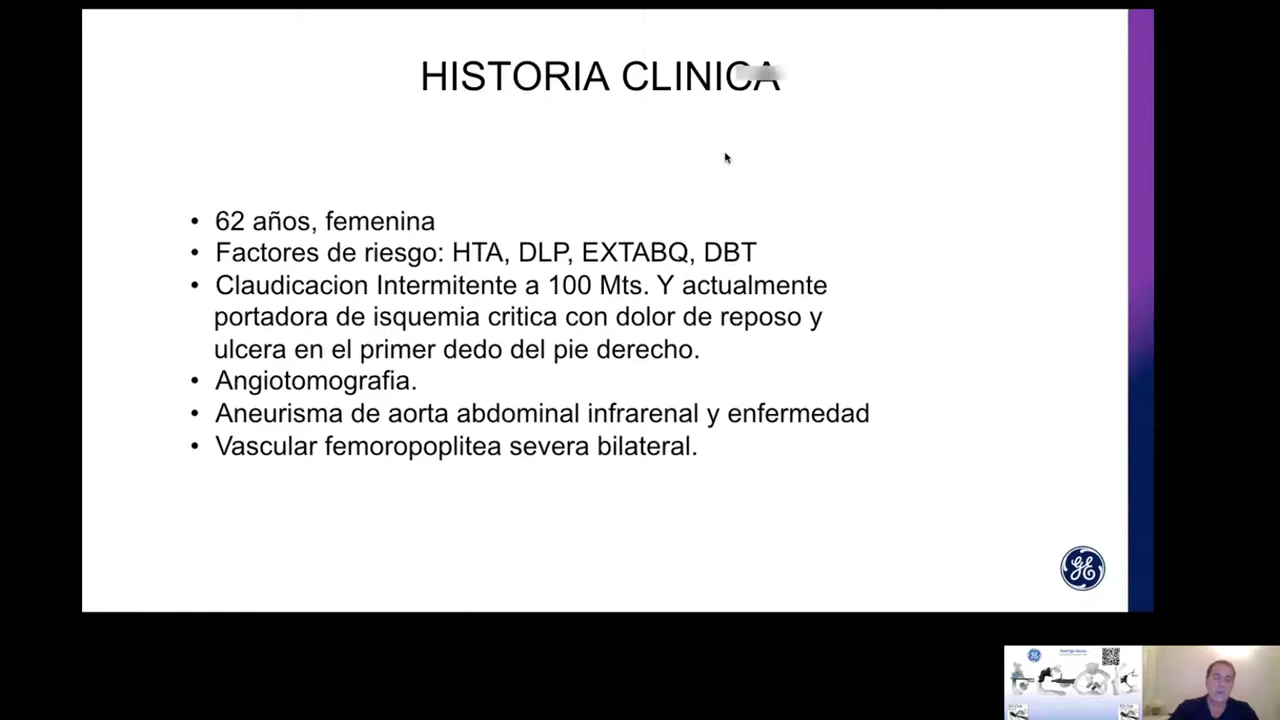 HISTORIA CLINICA
• 62 años, femenina
• Factores de riesgo: HTA, DLP, EXTABQ, DBT
• Claudicacion Intermitente a 100 Mts. Y actualmente
portadora de isquemia critica con dolor de reposo y
ulcera en el primer dedo del pie derecho.
• Angiotomografia.
• Aneurisma de aorta abdominal infrarenal y enfermedad
• Vascular femoropoplitea severa bilateral.
GE